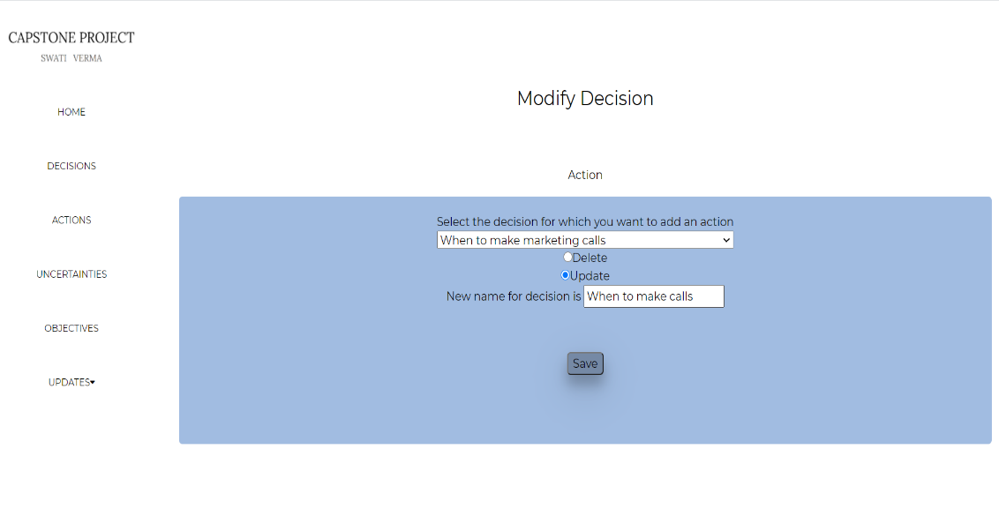 CAPSTONE PROJECT
SWATI VERMA
HOME
DECISIONS
ACTIONS
UNCERTAINTIES
OBJECTIVES
UPDATES▾
Modify Decision
Action
Select the decision for which you want to add an action
When to make marketing calls
Delete
Update
New name for decision is When to make calls
Save